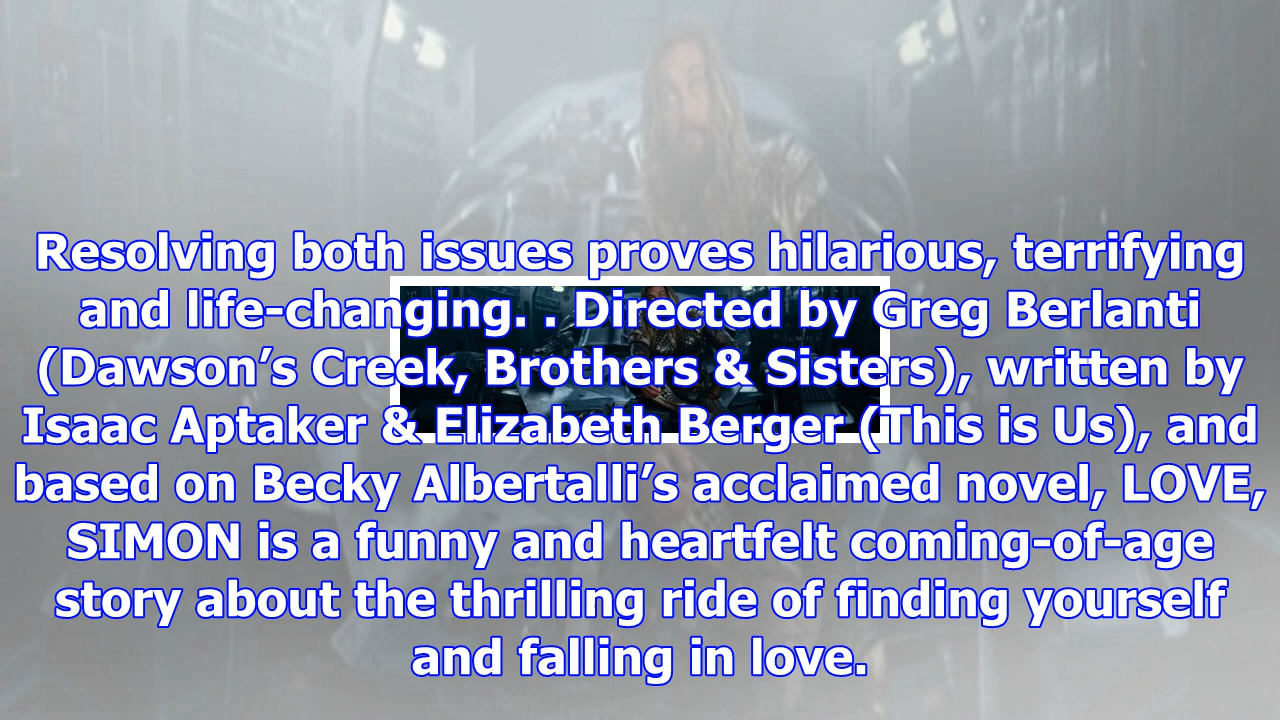 Resolving both issues proves hilarious, terrifying
and life-changing. . Directed by Greg Berlanti
(Dawson’s Creek, Brothers & Sisters), written by
Isaac Aptaker & Elizabeth Berger (This is Us), and
based on Becky Albertalli’s acclaimed novel, LOVE,
SIMON is a funny and heartfelt coming-of-age
story about the thrilling ride of finding yourself
and falling in love.